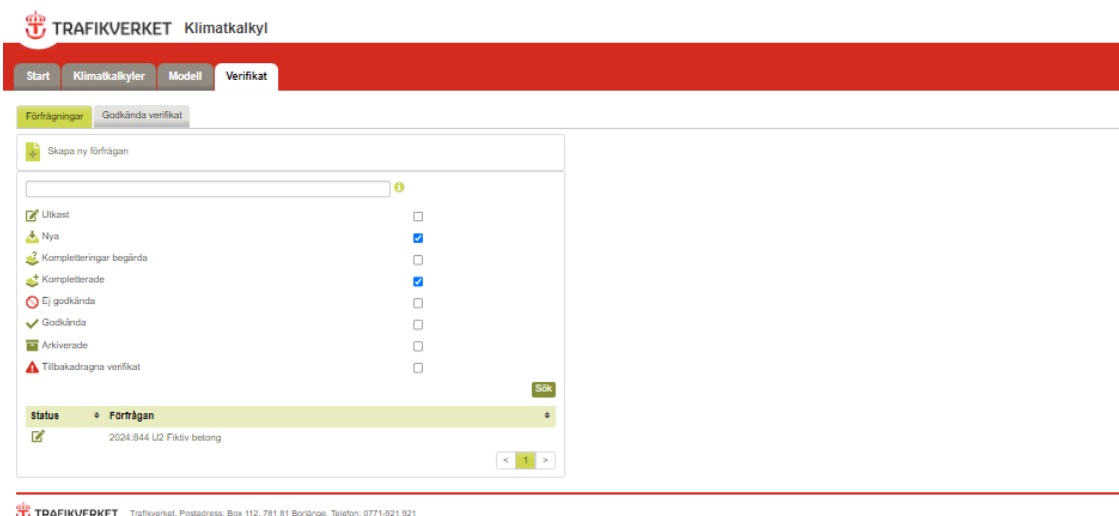 TRAFIKVERKET Klimatkalkyl
Start Klimatkalkyler Modell Verifikat
Förfrågningar Godkända verifikat
Skapa ny förfrågan
Utkast
Nya
Kompletteringar begärda
Kompletterade
Ej godkända
Godkända
Arkiverade
Tillbakadragna verifikat
Sök
Status Förfrågan
2024:844 U2 Fiktiv betong
< 1 >
TRAFIKVERKET Trafikverket, Postadress: Box 112, 781 81 Borlänge, Telefon: 0771-921 921